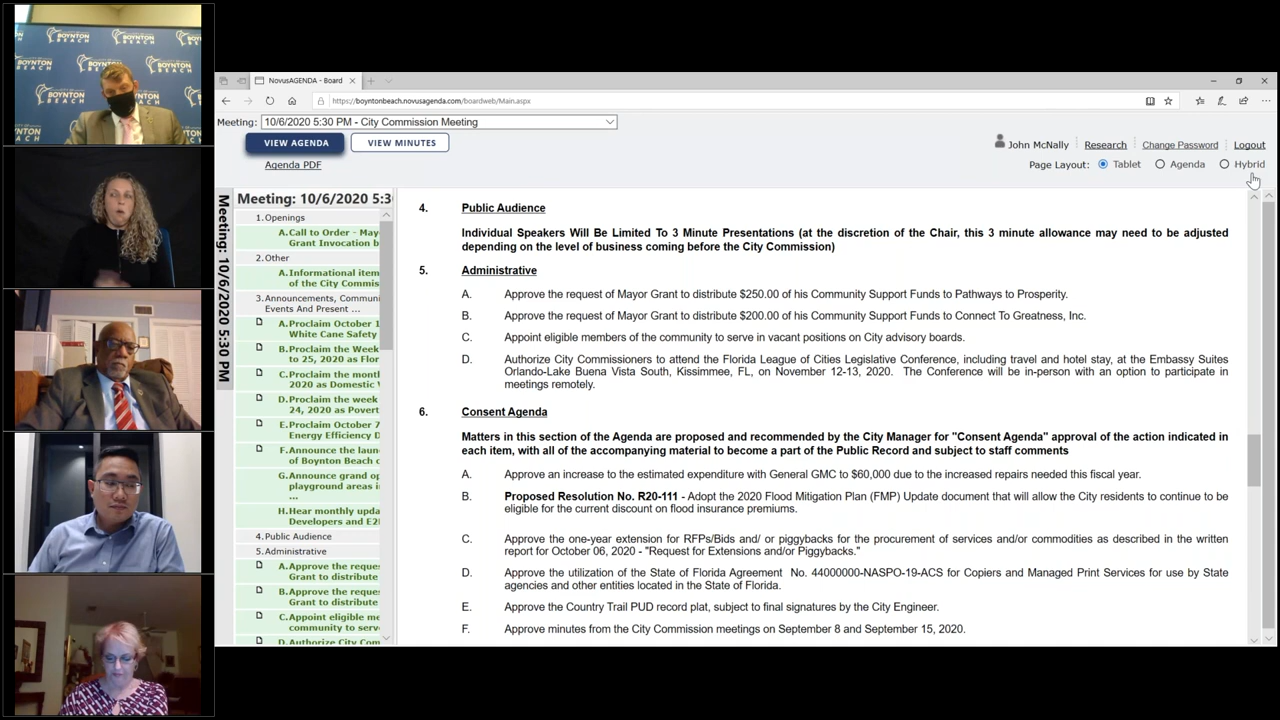 BOYNTON
BEACH
NovusAGENDA - Board
https://boyntonbeach.novusagenda.com/boardweb/Main.aspx
Meeting: 10/6/2020 5:30 PM - City Commission Meeting
VIEW AGENDA VIEW MINUTES
Agenda PDF
John McNally Research Change Password Logout
Page Layout: Tablet Agenda Hybrid
Meeting: 10/6/2020 5:30 PM
Meeting: 10/6/2020 5:3
1.Openings
A.Call to Order - Mayo
Grant Invocation b
2.Other
A.Informational item
of the City Commis
3.Announcements, Commun
Events And Present ...
A.Proclaim October 1
White Cane Safety
B.Proclaim the Week
to 25, 2020 as Flor
C.Proclaim the month
2020 as Domestic V
D.Proclaim the week
24, 2020 as Povert
E.Proclaim October 7
Energy Efficiency D
F.Announce the laun
of Boynton Beach c
G.Announce grand op
playground areas i
...
H.Hear monthly upda
Developers and E2
4.Public Audience
5.Administrative
A.Approve the reque
Grant to distribute
B.Approve the reque
Grant to distribute
C.Appoint eligible me
community to serv
D.Authorize City Com
4. Public Audience
Individual Speakers Will Be Limited To 3 Minute Presentations (at the discretion of the Chair, this 3 minute allowance may need to be adjusted
depending on the level of business coming before the City Commission)
5. Administrative
A. Approve the request of Mayor Grant to distribute $250.00 of his Community Support Funds to Pathways to Prosperity.
B. Approve the request of Mayor Grant to distribute $200.00 of his Community Support Funds to Connect To Greatness, Inc.
C. Appoint eligible members of the community to serve in vacant positions on City advisory boards.
D. Authorize City Commissioners to attend the Florida League of Cities Legislative Conference, including travel and hotel stay, at the Embassy Suites
Orlando-Lake Buena Vista South, Kissimmee, FL, on November 12-13, 2020. The Conference will be in-person with an option to participate in
meetings remotely.
6. Consent Agenda
Matters in this section of the Agenda are proposed and recommended by the City Manager for "Consent Agenda" approval of the action indicated in
each item, with all of the accompanying material to become a part of the Public Record and subject to staff comments
A. Approve an increase to the estimated expenditure with General GMC to $60,000 due to the increased repairs needed this fiscal year.
B. Proposed Resolution No. R20-111 - Adopt the 2020 Flood Mitigation Plan (FMP) Update document that will allow the City residents to continue to be
eligible for the current discount on flood insurance premiums.
C. Approve the one-year extension for RFPs/Bids and/ or piggybacks for the procurement of services and/or commodities as described in the written
report for October 06, 2020 - "Request for Extensions and/or Piggybacks."
D. Approve the utilization of the State of Florida Agreement No. 44000000-NASPO-19-ACS for Copiers and Managed Print Services for use by State
agencies and other entities located in the State of Florida.
E. Approve the Country Trail PUD record plat, subject to final signatures by the City Engineer.
F. Approve minutes from the City Commission meetings on September 8 and September 15, 2020.